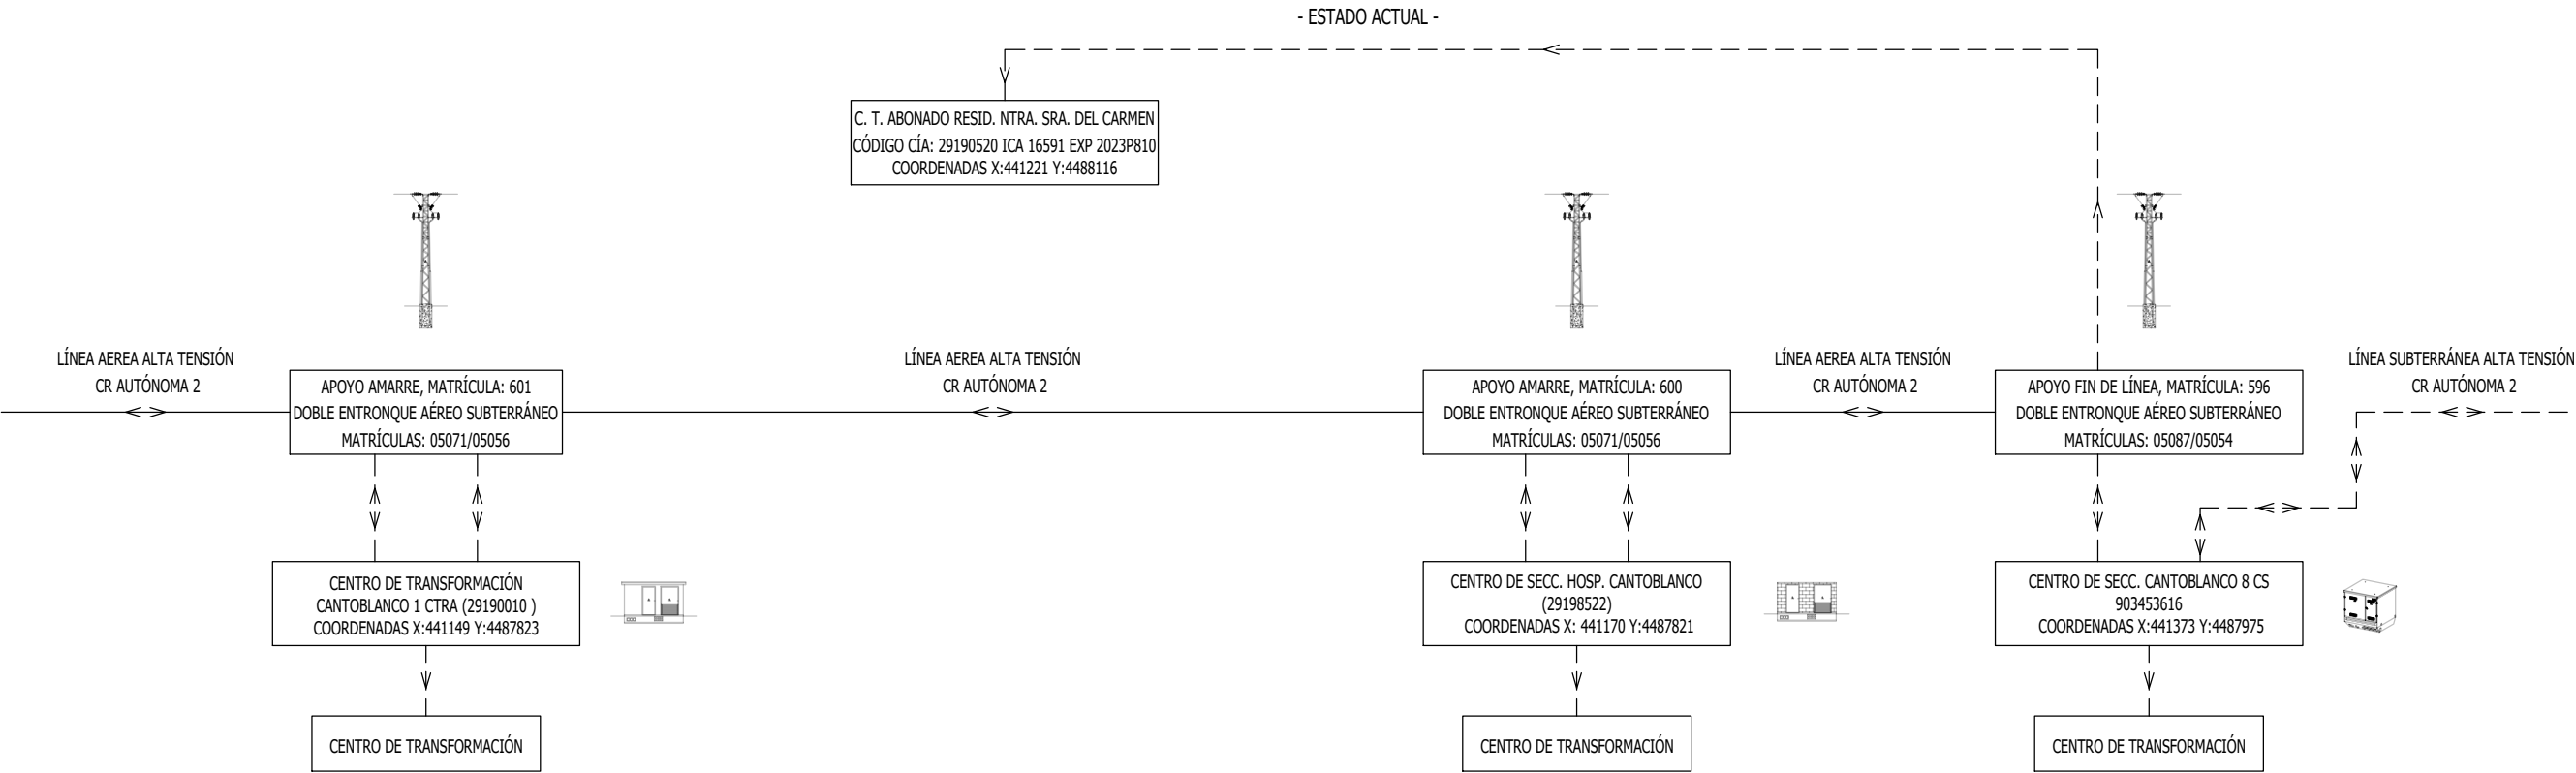 - ESTADO ACTUAL -
C. T. ABONADO RESID. NTRA. SRA. DEL CARMEN
CÓDIGO CÍA: 29190520 ICA 16591 EXP 2023P810
COORDENADAS X:441221 Y:4488116
LÍNEA AEREA ALTA TENSIÓN
CR AUTÓNOMA 2
APOYO AMARRE, MATRÍCULA: 601
DOBLE ENTRONQUE AÉREO SUBTERRÁNEO
MATRÍCULAS: 05071/05056
LÍNEA AEREA ALTA TENSIÓN
CR AUTÓNOMA 2
APOYO AMARRE, MATRÍCULA: 600
DOBLE ENTRONQUE AÉREO SUBTERRÁNEO
MATRÍCULAS: 05071/05056
LÍNEA AEREA ALTA TENSIÓN
CR AUTÓNOMA 2
APOYO FIN DE LÍNEA, MATRÍCULA: 596
DOBLE ENTRONQUE AÉREO SUBTERRÁNEO
MATRÍCULAS: 05087/05054
LÍNEA SUBTERRÁNEA ALTA TENSIÓN
CR AUTÓNOMA 2
CENTRO DE TRANSFORMACIÓN
CANTOBLANCO 1 CTRA (29190010 )
COORDENADAS X:441149 Y:4487823
CENTRO DE SECC. HOSP. CANTOBLANCO
(29198522)
COORDENADAS X: 441170 Y:4487821
CENTRO DE SECC. CANTOBLANCO 8 CS
903453616
COORDENADAS X:441373 Y:4487975
CENTRO DE TRANSFORMACIÓN
CENTRO DE TRANSFORMACIÓN
CENTRO DE TRANSFORMACIÓN